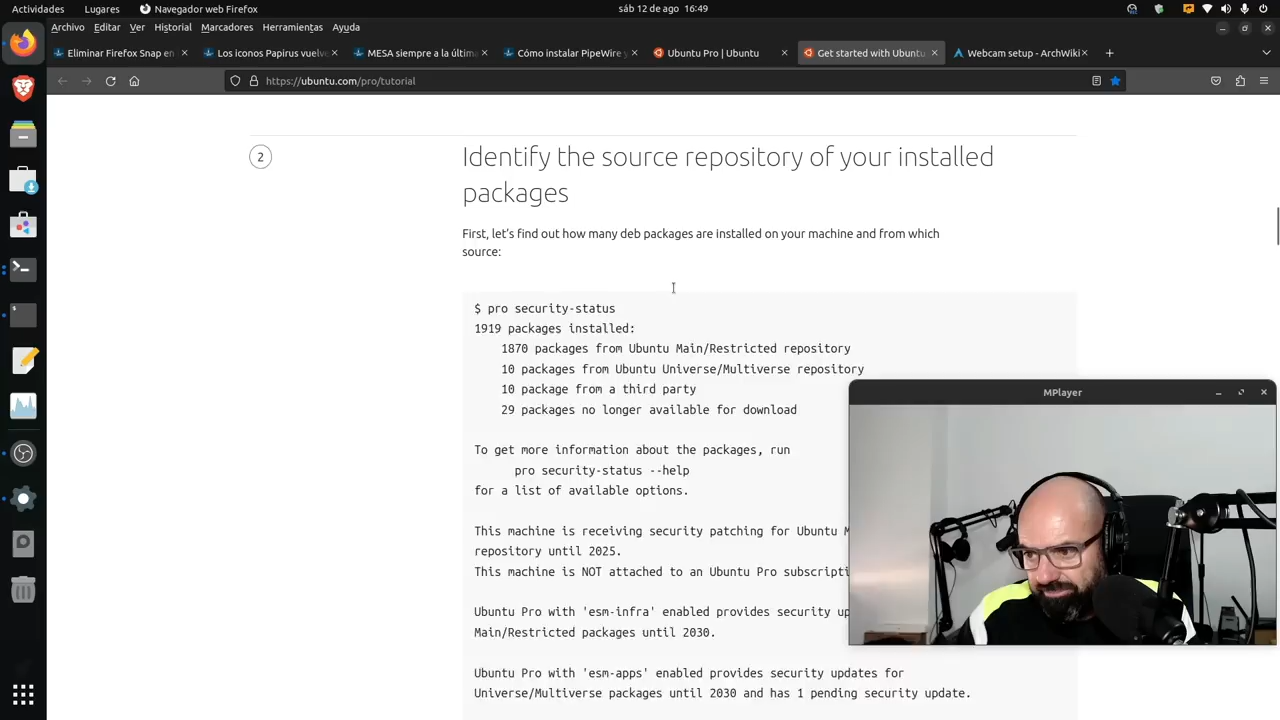 Actividades
Lugares
Navegador web Firefox
sáb 12 de ago 16:49
Archivo Editar Ver Historial Marcadores Herramientas Ayuda
Eliminar Firefox Snap en
Los iconos Papirus vuelve
MESA siempre a la última
Cómo instalar PipeWire y
Ubuntu Pro | Ubuntu
Get started with Ubuntu
Webcam setup - ArchWiki
https://ubuntu.com/pro/tutorial
2
Identify the source repository of your installed
packages
First, let's find out how many deb packages are installed on your machine and from which
source:
$ pro security-status
1919 packages installed:
1870 packages from Ubuntu Main/Restricted repository
10 packages from Ubuntu Universe/Multiverse repository
10 package from a third party
29 packages no longer available for download
To get more information about the packages, run
pro security-status --help
for a list of available options.
This machine is receiving security patching for Ubuntu M
repository until 2025.
This machine is NOT attached to an Ubuntu Pro subscripti
Ubuntu Pro with 'esm-infra' enabled provides security up
Main/Restricted packages until 2030.
Ubuntu Pro with 'esm-apps' enabled provides security updates for
Universe/Multiverse packages until 2030 and has 1 pending security update.
MPlayer